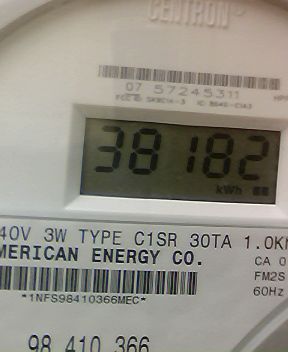 CENTRON®
07 57245311
38182
kWh
40V 3W TYPE C1SR 30TA 1.0K
MERICAN ENERGY CO.
CA 0
FM2S
60Hz
*1NFS98410366MEC*
98 410 366